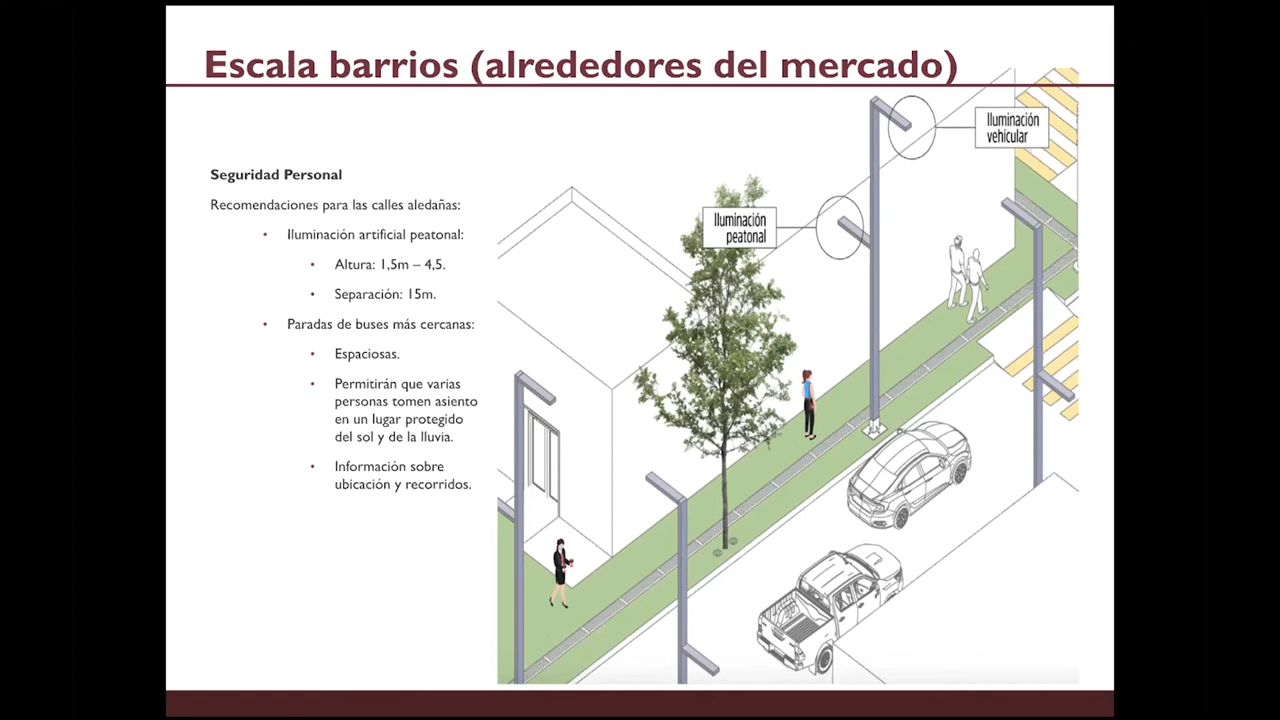 Escala barrios (alrededores del mercado)
Iluminación
vehicular
Seguridad Personal
Recomendaciones para las calles aledañas:
Iluminación
peatonal
• Iluminación artificial peatonal:
• Altura: 1,5m – 4,5.
• Separación: 15m.
• Paradas de buses más cercanas:
• Espaciosas.
• Permitirán que varias
personas tomen asiento
en un lugar protegido
del sol y de la lluvia.
• Información sobre
ubicación y recorridos.